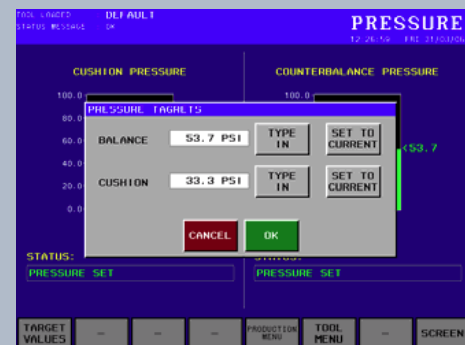 TOOL LOADED DEFAULT
STATUS MESSAGE OK
PRESSURE
12:26:59 FRI 21/03/06
CUSHION PRESSURE
COUNTERBALANCE PRESSURE
100.0
100.0
80.0
60.0
40.0
20.0
0.0
PRESSURE TAGRETS
BALANCE 53.7 PSI TYPE IN SET TO CURRENT
CUSHION 33.3 PSI TYPE IN SET TO CURRENT
CANCEL OK
<53.7
STATUS:
PRESSURE SET
PRESSURE SET
TARGET VALUES - - - PRODUCTION MENU TOOL MENU - SCREEN